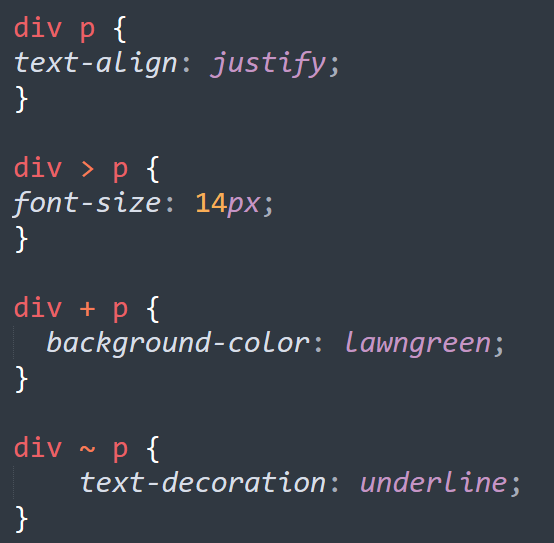 div p {
text-align: justify;
}

div > p {
font-size: 14px;
}

div + p {
  background-color: lawngreen;
}

div ~ p {
    text-decoration: underline;
}